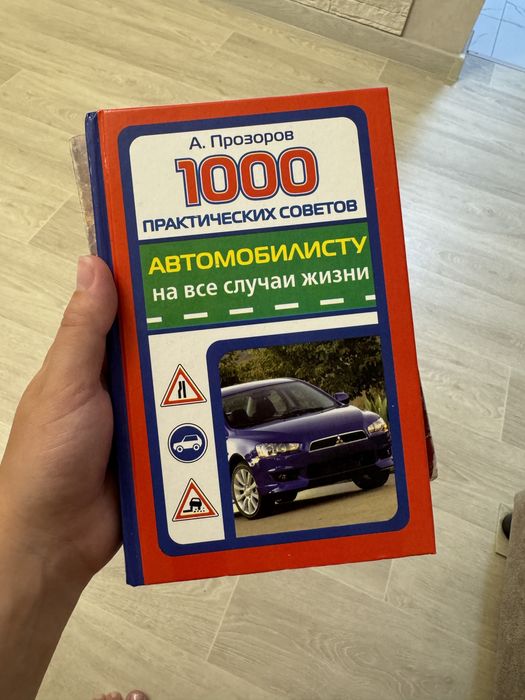 А. Прозоров
1000
ПРАКТИЧЕСКИХ СОВЕТОВ
АВТОМОБИЛИСТУ
на все случаи жизни